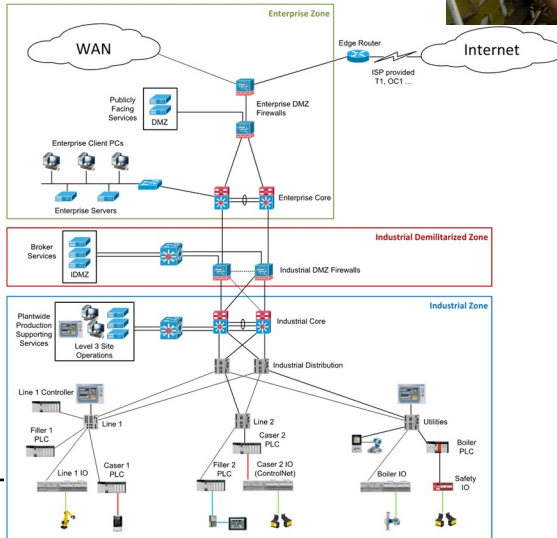 Enterprise Zone
WAN
Edge Router
Internet
ISP provided
T1, OC1 ...
Publicly
Facing
Services
DMZ
Enterprise DMZ
Firewalls
Enterprise Client PCs
Enterprise Servers
Enterprise Core
Industrial Demilitarized Zone
Broker
Services
IDMZ
Industrial DMZ Firewalls
Industrial Zone
Plantwide
Production
Supporting
Services
Level 3 Site
Operations
Industrial Core
Industrial Distribution
Line 1 Controller
Line 1
Line 2
Utilities
Filler 1
PLC
Caser 2
PLC
Boiler
PLC
Line 1 IO
Caser 1
PLC
Filler 2
PLC
Caser 2 IO
(ControlNet)
Boiler IO
Safety
IO